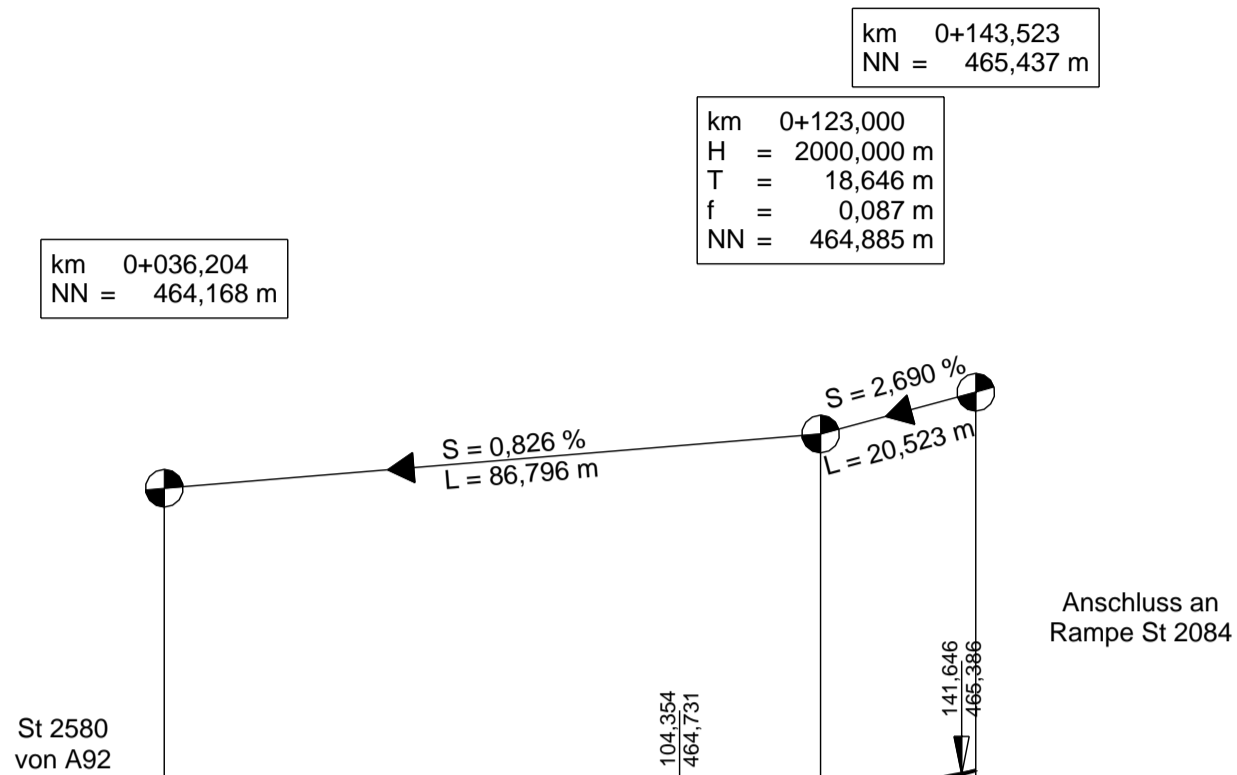 km 0+143,523
NN = 465,437 m
km 0+123,000
H = 2000,000 m
T = 18,646 m
f = 0,087 m
NN = 464,885 m
km 0+036,204
NN = 464,168 m
S = 2,690 %
L = 20,523 m
S = 0,826 %
L = 86,796 m
Anschluss an
Rampe St 2084
141,646
465,386
104,354
464,731
St 2580
von A92